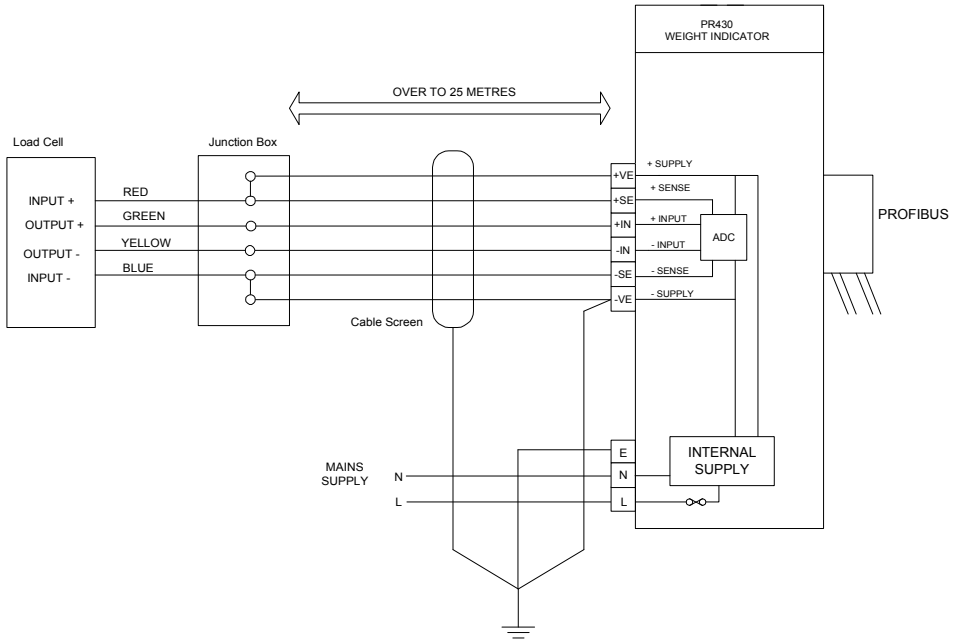 PR430
WEIGHT INDICATOR
OVER TO 25 METRES
Load Cell
Junction Box
INPUT +
OUTPUT +
OUTPUT -
INPUT -
RED
GREEN
YELLOW
BLUE
Cable Screen
+VE
+SE
+IN
-IN
-SE
-VE
+ SUPPLY
+ SENSE
+ INPUT
- INPUT
- SENSE
- SUPPLY
ADC
PROFIBUS
MAINS
SUPPLY
N
L
E
N
L
INTERNAL
SUPPLY